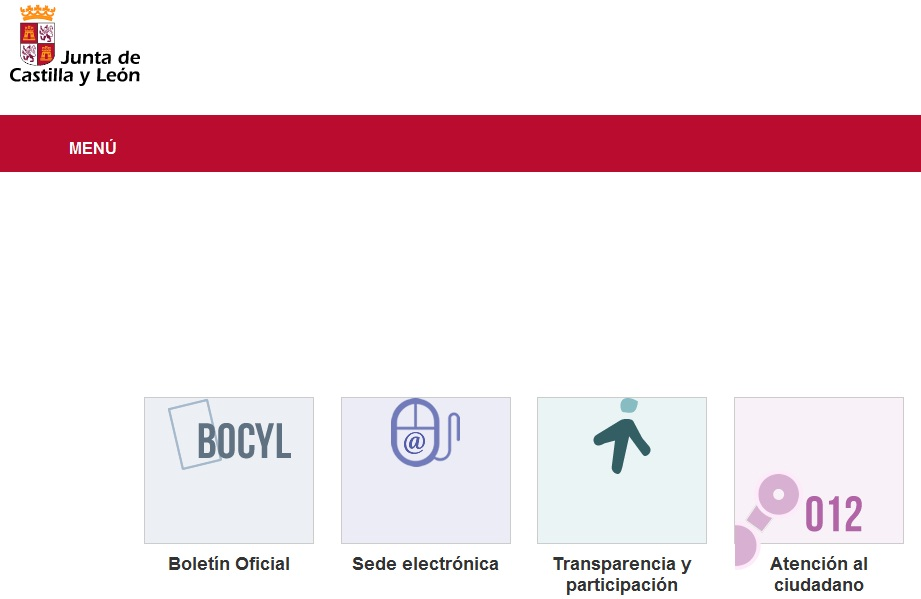 Junta de
Castilla y León
MENÚ
BOCYL
@
012
Boletín Oficial
Sede electrónica
Transparencia y
participación
Atención al
ciudadano